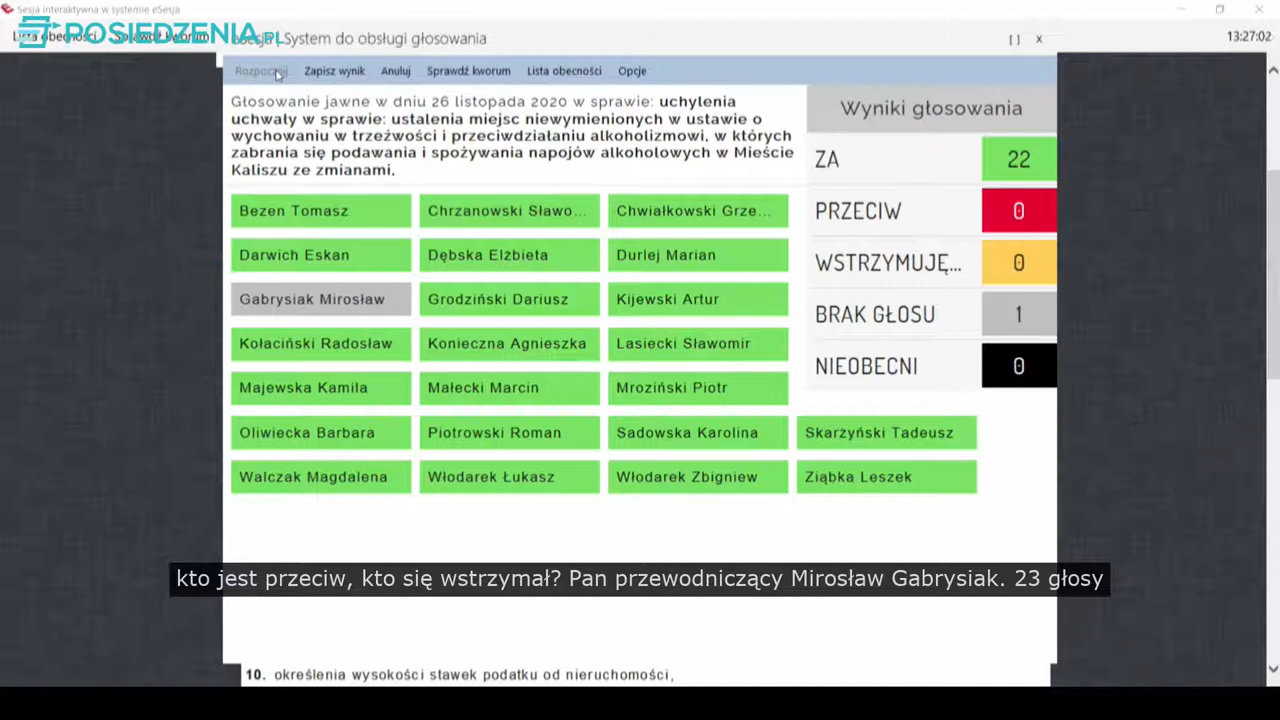 Sesja interaktywna w systemie eSesja
Lista obecności Sprawdź kworum
POSIEDZENIA.PL
eSesja | System do obsługi głosowania
[ ] x
13:27:02
Rozpocznij Zapisz wynik Anuluj Sprawdź kworum Lista obecności Opcje
Głosowanie jawne w dniu 26 listopada 2020 w sprawie: uchylenia
uchwały w sprawie: ustalenia miejsc niewymienionych w ustawie o
wychowaniu w trzeźwości i przeciwdziałaniu alkoholizmowi, w których
zabrania się podawania i spożywania napojów alkoholowych w Mieście
Kaliszu ze zmianami.
Wyniki głosowania
ZA 22
PRZECIW 0
WSTRZYMUJĘ... 0
BRAK GŁOSU 1
NIEOBECNI 0
Bezen Tomasz Chrzanowski Sławo... Chwiałkowski Grze...
Darwich Eskan Dębska Elżbieta Durlej Marian
Gabrysiak Mirosław Grodziński Dariusz Kijewski Artur
Kołaciński Radosław Konieczna Agnieszka Lasiecki Sławomir
Majewska Kamila Małecki Marcin Mroziński Piotr
Oliwiecka Barbara Piotrowski Roman Sadowska Karolina Skarżyński Tadeusz
Walczak Magdalena Włodarek Łukasz Włodarek Zbigniew Ziąbka Leszek
kto jest przeciw, kto się wstrzymał? Pan przewodniczący Mirosław Gabrysiak. 23 głosy
10. określenia wysokości stawek podatku od nieruchomości,